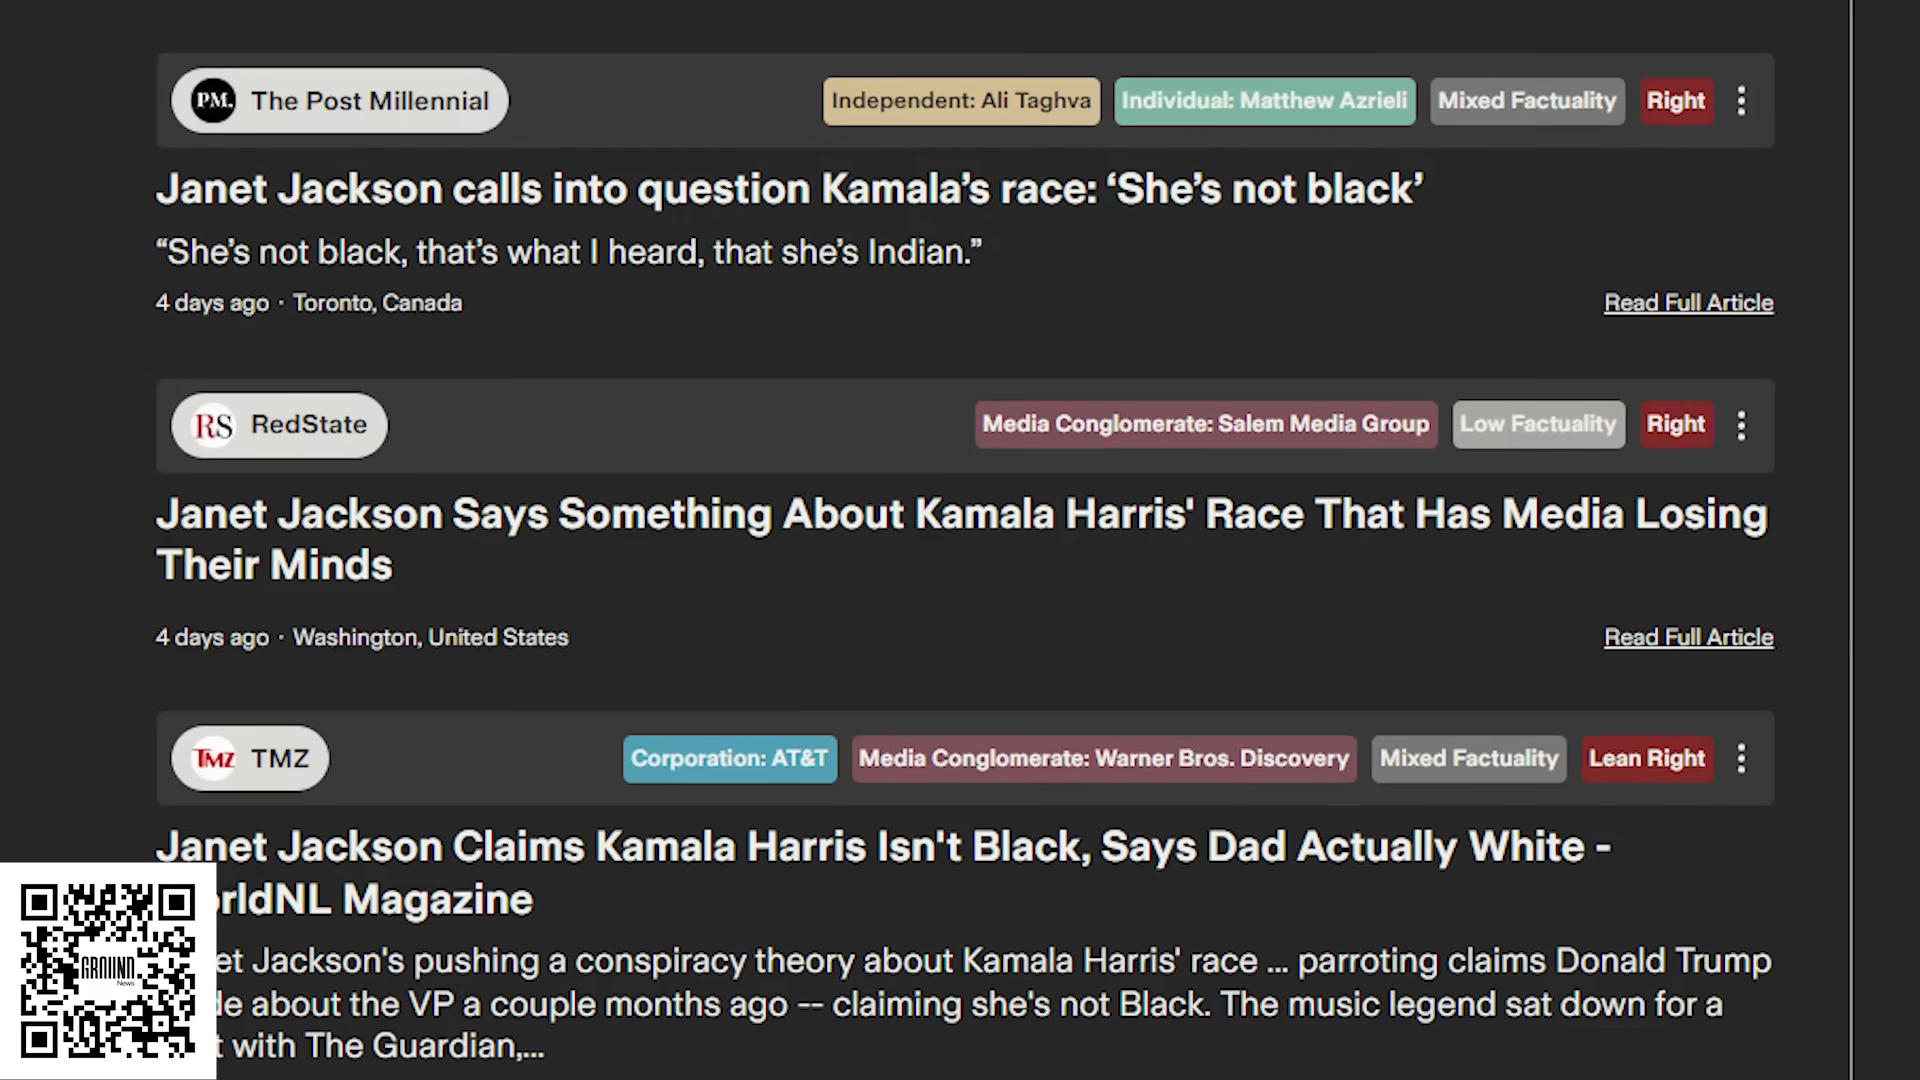 PM. The Post Millennial Independent: Ali Taghva Individual: Matthew Azrieli Mixed Factuality Right
Janet Jackson calls into question Kamala’s race: ‘She’s not black’
“She’s not black, that’s what I heard, that she’s Indian.”
4 days ago · Toronto, Canada Read Full Article
RS RedState Media Conglomerate: Salem Media Group Low Factuality Right
Janet Jackson Says Something About Kamala Harris' Race That Has Media Losing
Their Minds
4 days ago · Washington, United States Read Full Article
TMZ TMZ Corporation: AT&T Media Conglomerate: Warner Bros. Discovery Mixed Factuality Lean Right
Janet Jackson Claims Kamala Harris Isn't Black, Says Dad Actually White -
Magazine
Jackson's pushing a conspiracy theory about Kamala Harris' race ... parroting claims Donald Trump
about the VP a couple months ago -- claiming she's not Black. The music legend sat down for a
with The Guardian,...
GROUND
News